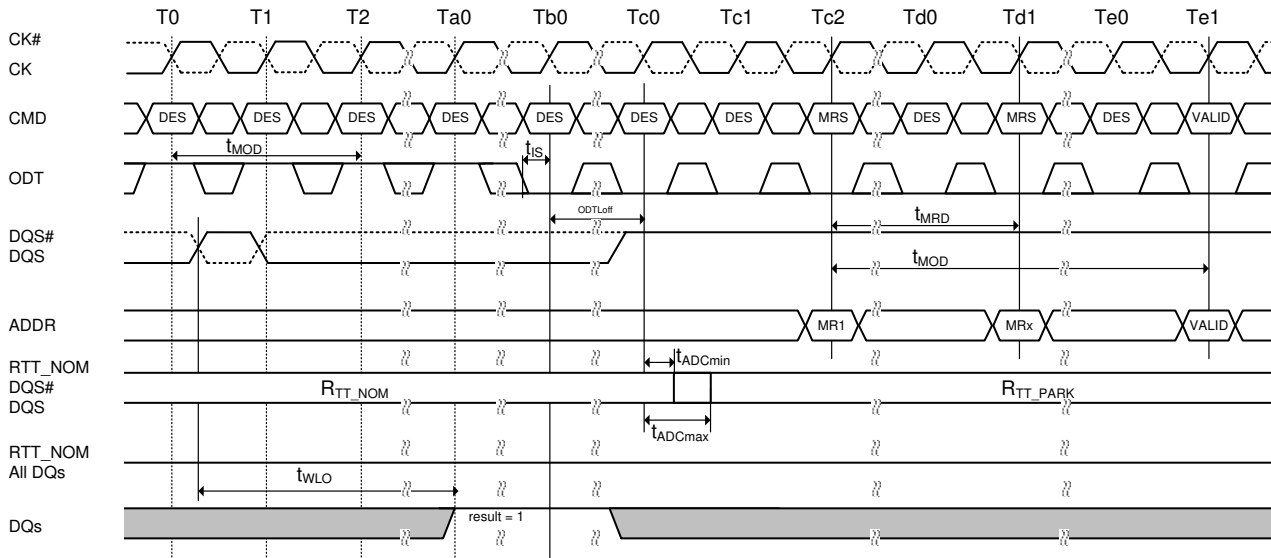 T0 T1 T2 Ta0 Tb0 Tc0 Tc1 Tc2 Td0 Td1 Te0 Te1
CK#
CK
CMD DES DES DES DES DES DES DES MRS DES MRS DES VALID
tMOD tIS
ODT
ODTLoff tMRD
DQS#
DQS
tMOD
ADDR MR1 MRx VALID
RTT_NOM tADCmin
DQS# RTT_NOM RTT_PARK
DQS
tADCmax
RTT_NOM
All DQs
tWLO
DQs result = 1